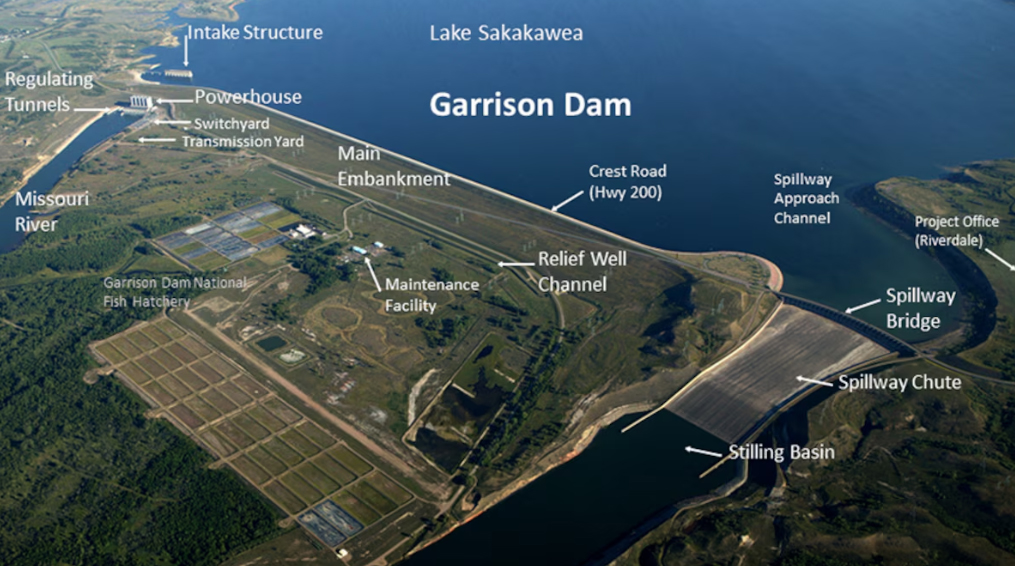 Intake Structure
Lake Sakakawea
Regulating
Tunnels
Powerhouse
Garrison Dam
Switchyard
Transmission Yard
Main
Embankment
Crest Road
(Hwy 200)
Spillway
Approach
Channel
Missouri
River
Project Office
(Riverdale)
Relief Well
Channel
Garrison Dam National
Fish Hatchery
Maintenance
Facility
Spillway
Bridge
Spillway Chute
Stilling Basin